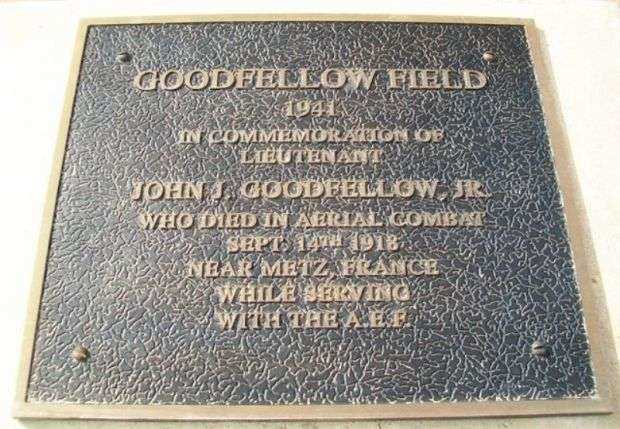 GOODFELLOW FIELD
1941
IN COMMEMORATION OF
LIEUTENANT
JOHN J. GOODFELLOW, JR.
WHO DIED IN AERIAL COMBAT
SEPT. 14TH 1918
NEAR METZ, FRANCE
WHILE SERVING
WITH THE A.E.F.